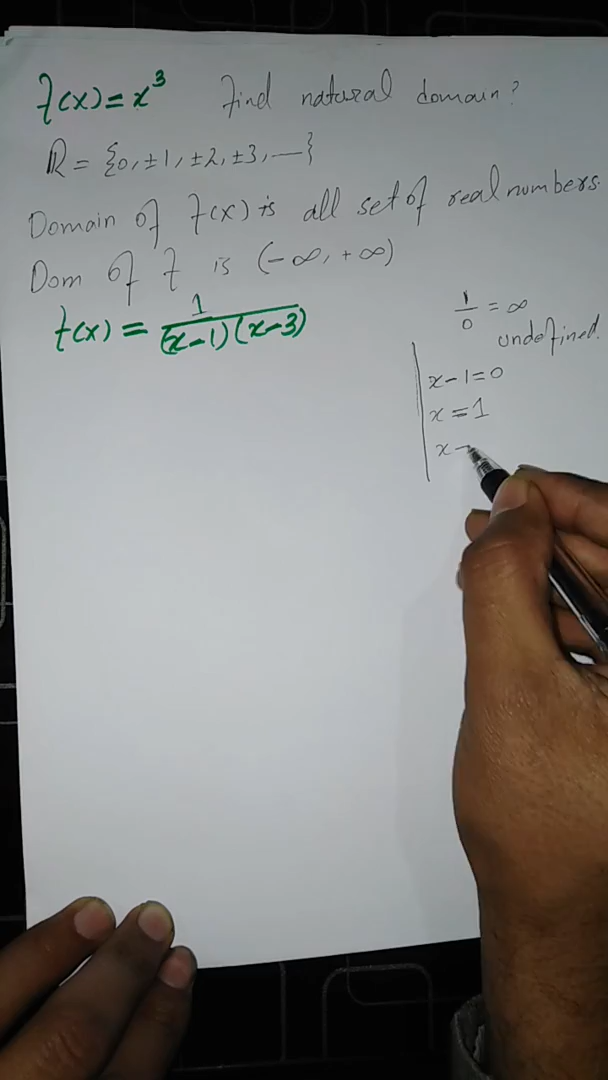 f(x) = x³ Find natural domain?
ℝ = {0, ±1, ±2, ±3, —}
Domain of f(x) is all set of real numbers.
Dom of f is (-∞, +∞)
f(x) = 1/(x-1)(x-3)
1/0 = ∞
undefined.
x-1=0
x=1
x-